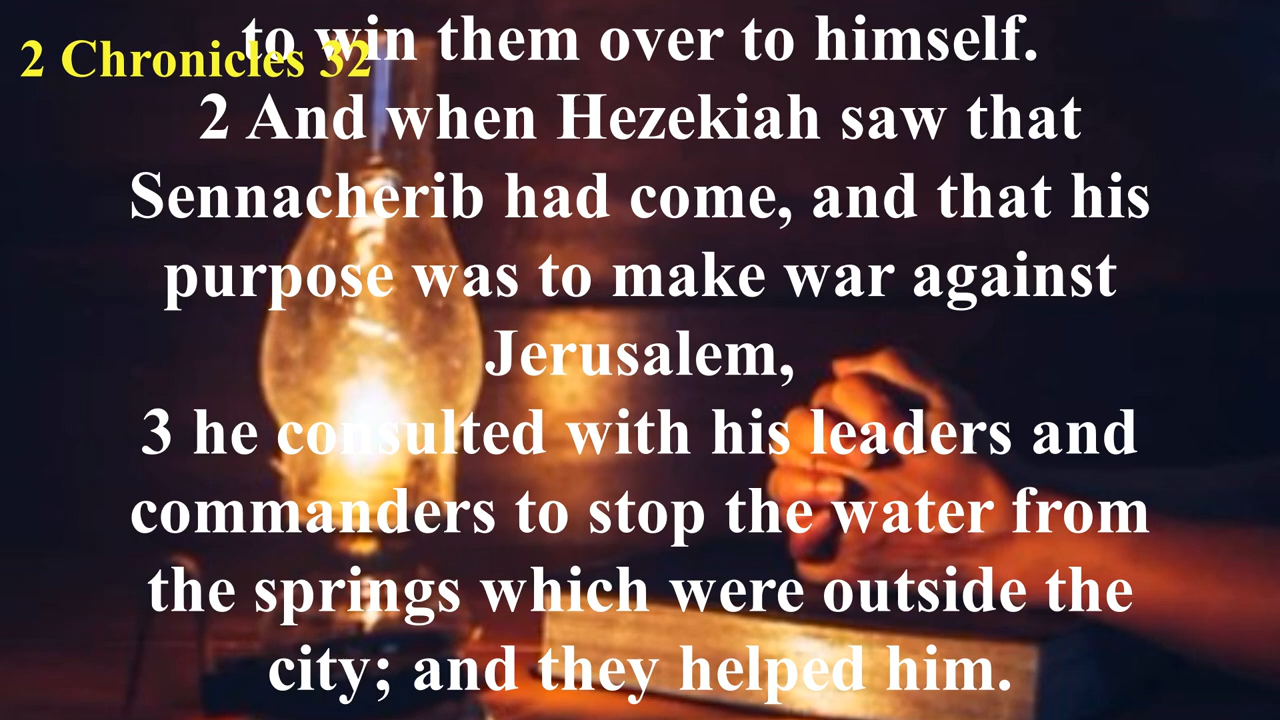 to win them over to himself.
2 Chronicles 32
2 And when Hezekiah saw that
Sennacherib had come, and that his
purpose was to make war against
Jerusalem,
3 he consulted with his leaders and
commanders to stop the water from
the springs which were outside the
city; and they helped him.